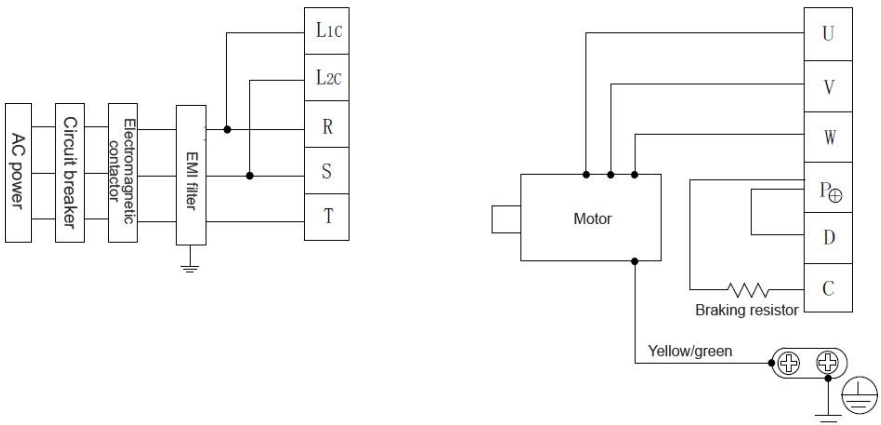 L1C
L2C
R
S
T
AC power
Circuit breaker
Electromagnetic
contactor
EMI filter
U
V
W
P⊕
D
C
Motor
Braking resistor
Yellow/green